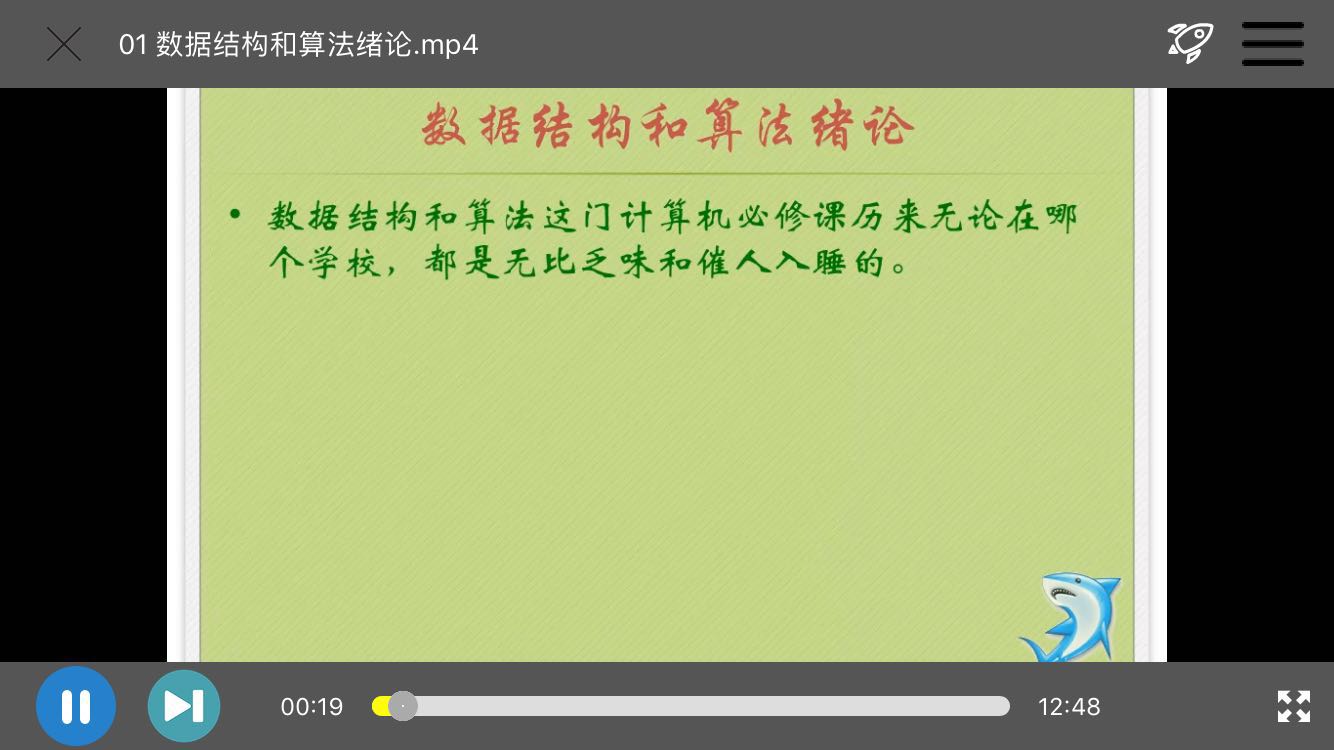 01 数据结构和算法绪论.mp4
数据结构和算法绪论
• 数据结构和算法这门计算机必修课历来无论在哪
个学校，都是无比乏味和催人入睡的。
00:19
12:48